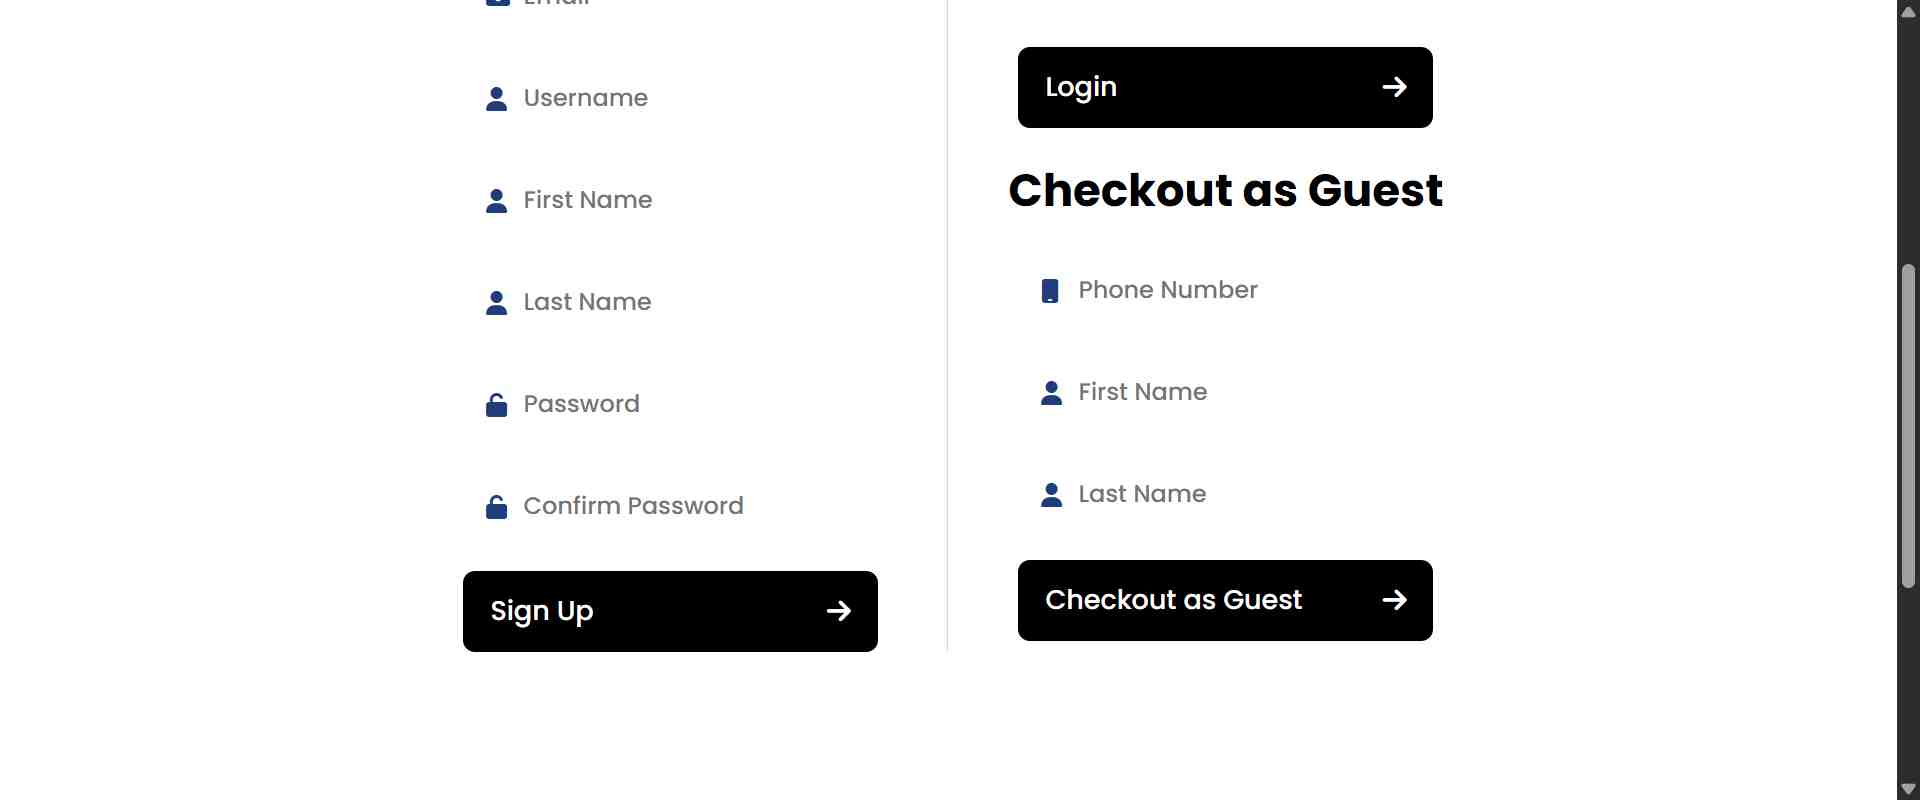 Email
Username
First Name
Last Name
Password
Confirm Password
Sign Up
Login
Checkout as Guest
Phone Number
First Name
Last Name
Checkout as Guest